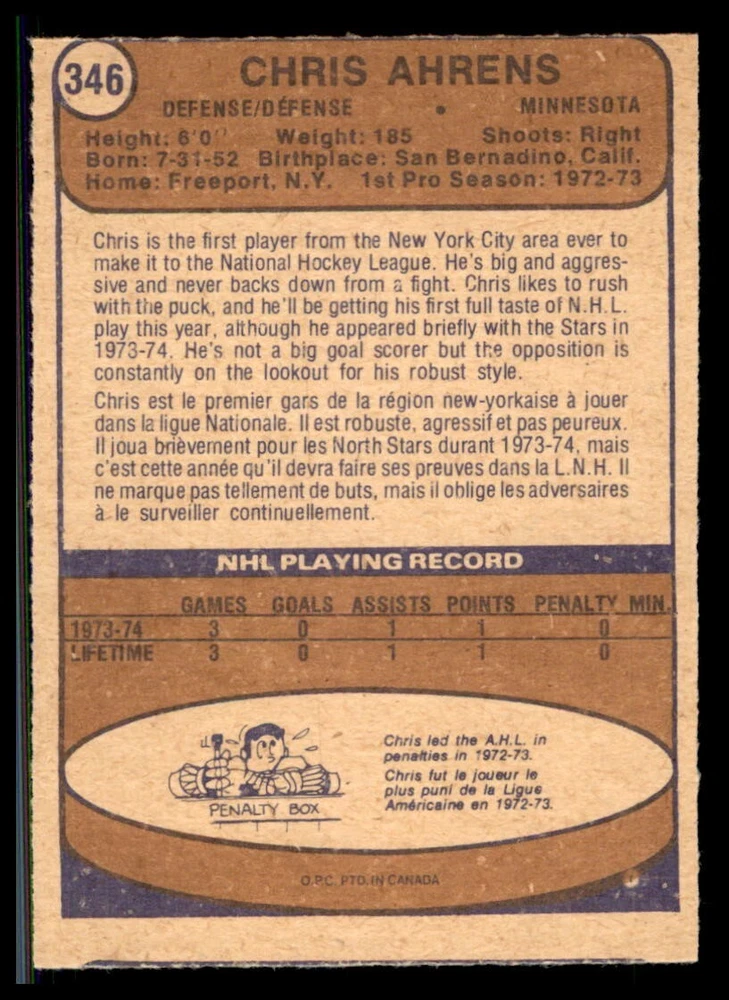 346
CHRIS AHRENS
DEFENSE/DÉFENSE • MINNESOTA
Height: 6'0" Weight: 185 Shoots: Right
Born: 7-31-52 Birthplace: San Bernadino, Calif.
Home: Freeport, N.Y. 1st Pro Season: 1972-73
Chris is the first player from the New York City area ever to
make it to the National Hockey League. He's big and aggres-
sive and never backs down from a fight. Chris likes to rush
with the puck, and he'll be getting his first full taste of N.H.L.
play this year, although he appeared briefly with the Stars in
1973-74. He's not a big goal scorer but the opposition is
constantly on the lookout for his robust style.
Chris est le premier gars de la région new-yorkaise à jouer
dans la ligue Nationale. Il est robuste, agressif et pas peureux.
Il joua brièvement pour les North Stars durant 1973-74, mais
c'est cette année qu'il devra faire ses preuves dans la L.N.H. Il
ne marque pas tellement de buts, mais il oblige les adversaires
à le surveiller continuellement.
NHL PLAYING RECORD
GAMES GOALS ASSISTS POINTS PENALTY MIN.
1973-74 3 0 1 1 0
LIFETIME 3 0 1 1 0
PENALTY BOX
Chris led the A.H.L. in
penalties in 1972-73.
Chris fut le joueur le
plus puni de la Ligue
Américaine en 1972-73.
O.P.C. PTD. IN CANADA